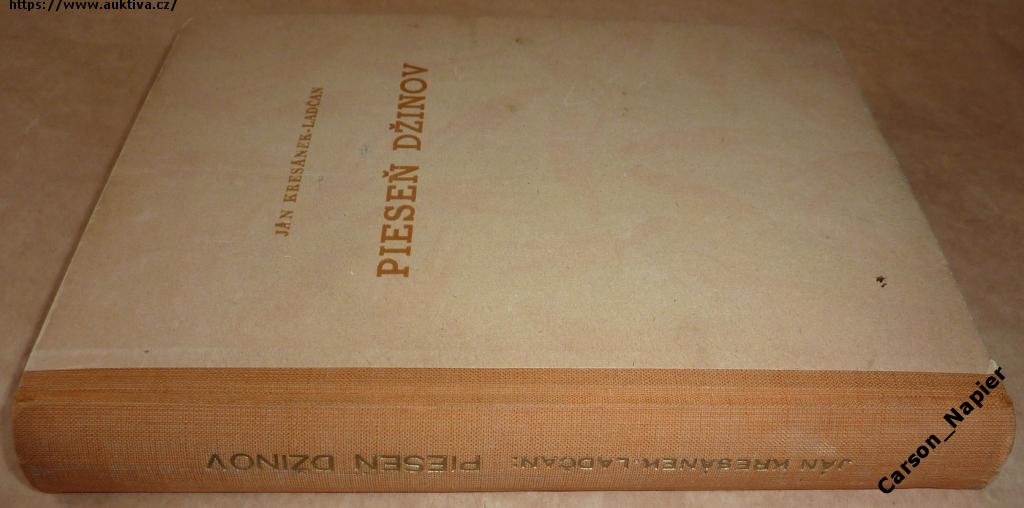 https://www.auktiva.cz/
JÁN KRESÁNEK-LADČAN
PIESEŇ DŽINOV
JÁN KRESÁNEK-LADČAN: PIESEŇ DŽINOV
Carson_Napier